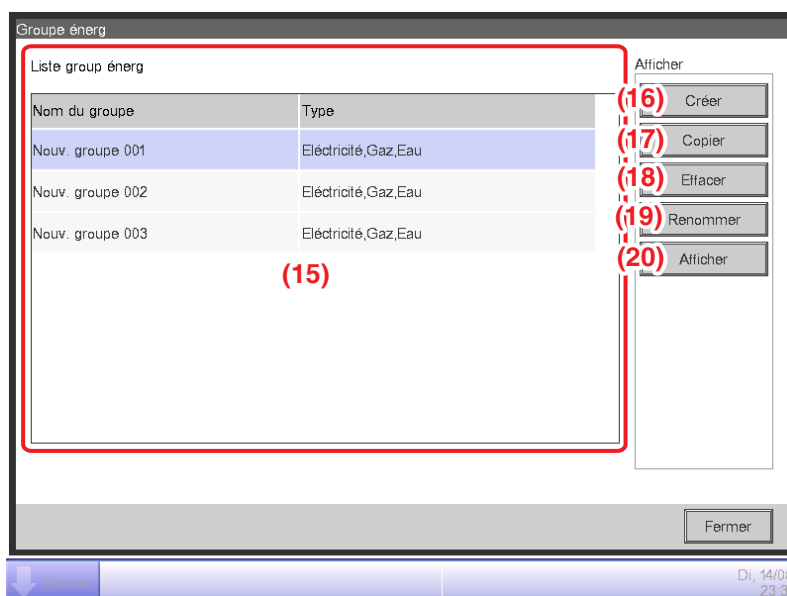 Groupe énerg
Liste group énerg
Afficher
Nom du groupe Type
Nouv. groupe 001 Eléctricité,Gaz,Eau
Nouv. groupe 002 Eléctricité,Gaz,Eau
Nouv. groupe 003 Eléctricité,Gaz,Eau
(15)
(16) Créer
(17) Copier
(18) Effacer
(19) Renommer
(20) Afficher
Fermer
Fermer
Di, 14/0
23:3